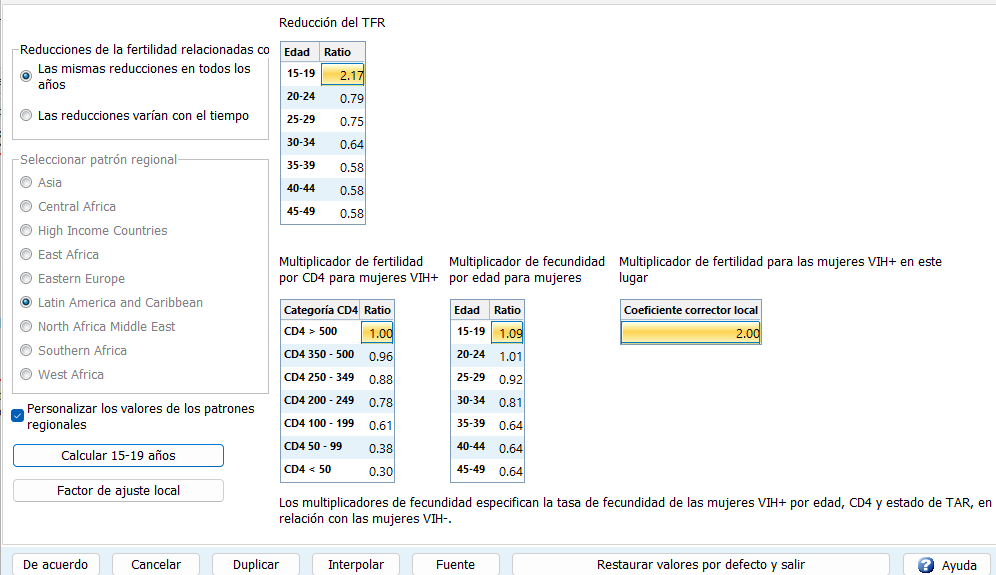 Reducción del TFR
Reducciones de la fertilidad relacionadas co
Las mismas reducciones en todos los
años
Las reducciones varían con el tiempo
Edad Ratio
15-19 2.17
20-24 0.79
25-29 0.75
30-34 0.64
35-39 0.58
40-44 0.58
45-49 0.58
Seleccionar patrón regional
Asia
Central Africa
High Income Countries
East Africa
Eastern Europe
Latin America and Caribbean
North Africa Middle East
Southern Africa
West Africa
Personalizar los valores de los patrones
regionales
Calcular 15-19 años
Factor de ajuste local
Multiplicador de fertilidad
por CD4 para mujeres VIH+
Categoría CD4 Ratio
CD4 > 500 1.00
CD4 350 - 500 0.96
CD4 250 - 349 0.88
CD4 200 - 249 0.78
CD4 100 - 199 0.61
CD4 50 - 99 0.38
CD4 < 50 0.30
Multiplicador de fecundidad
por edad para mujeres
Edad Ratio
15-19 1.09
20-24 1.01
25-29 0.92
30-34 0.81
35-39 0.64
40-44 0.64
45-49 0.64
Multiplicador de fertilidad para las mujeres VIH+ en este
lugar
Coeficiente corrector local
2.00
Los multiplicadores de fecundidad especifican la tasa de fecundidad de las mujeres VIH+ por edad, CD4 y estado de TAR, en
relación con las mujeres VIH-.
De acuerdo
Cancelar
Duplicar
Interpolar
Fuente
Restaurar valores por defecto y salir
? Ayuda